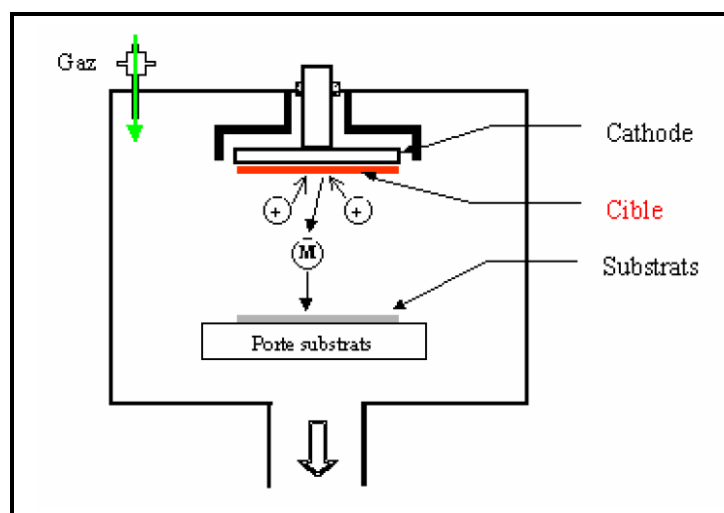 Gaz
Cathode
Cible
+ +
M
Substrats
Porte substrats